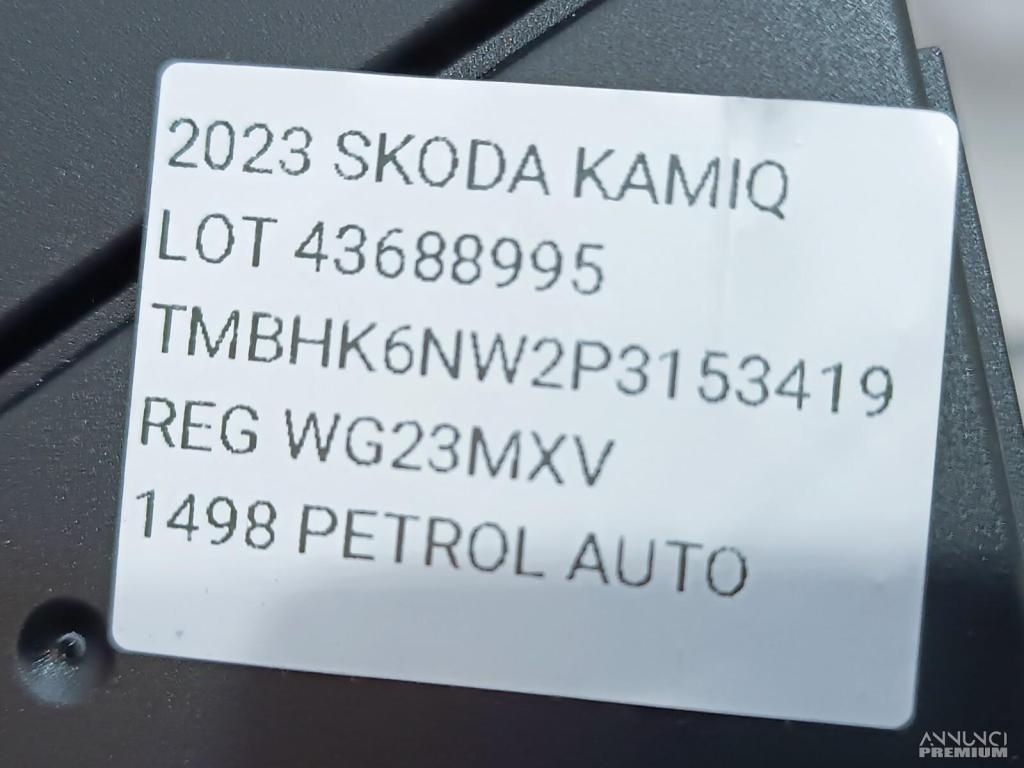 2023 SKODA KAMIQ
LOT 43688995
TMBHK6NW2P3153419
REG WG23MXV
1498 PETROL AUTO
ANNUNCI
PREMIUM